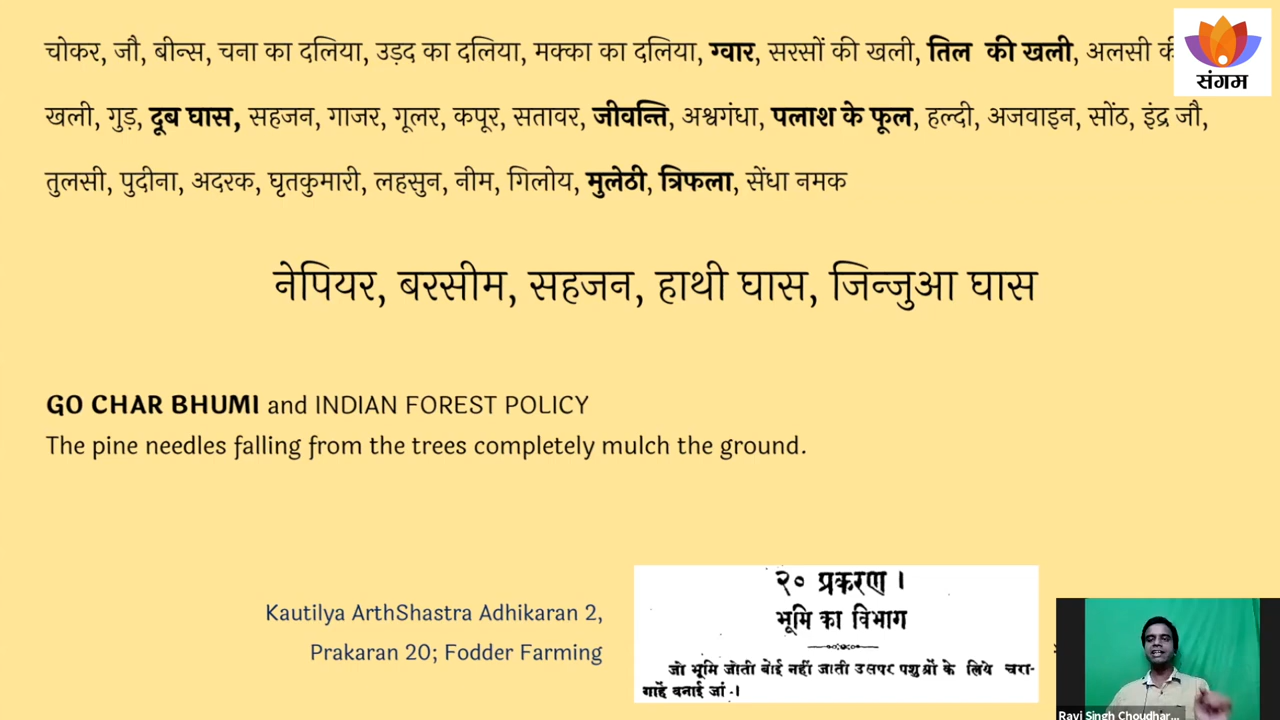 चोकर, जौ, बीन्स, चना का दलिया, उड़द का दलिया, मक्का का दलिया, ग्वार, सरसों की खली, तिल की खली, अलसी की
संगम
खली, गुड़, दूब घास, सहजन, गाजर, गूलर, कपूर, सतावर, जीवन्ति, अश्वगंधा, पलाश के फूल, हल्दी, अजवाइन, सोंठ, इंद्र जौ,
तुलसी, पुदीना, अदरक, घृतकुमारी, लहसुन, नीम, गिलोय, मुलेठी, त्रिफला, सेंधा नमक
नेपियर, बरसीम, सहजन, हाथी घास, जिन्जुआ घास
GO CHAR BHUMI and INDIAN FOREST POLICY
The pine needles falling from the trees completely mulch the ground.
Kautilya ArthShastra Adhikaran 2,
Prakaran 20; Fodder Farming
२० प्रकरण ।
भूमि का विभाग
जो भूमि जोती बोई नहीं जाती उसपर पशुओं के लिये चरा-
गाहें बनाई जां -।
Ravi Singh Choudhar...